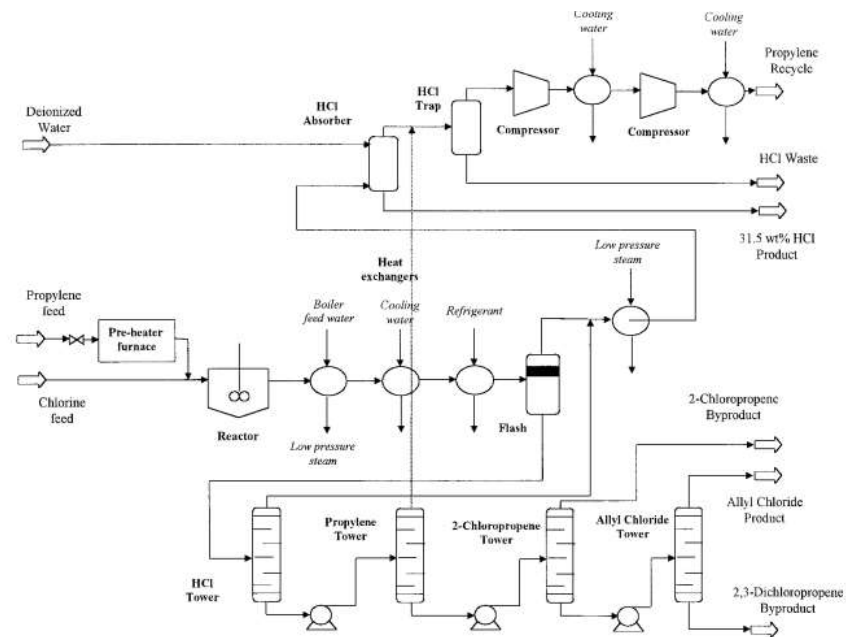 Cooling
water
Cooling
water
Propylene
Recycle
HCl
Trap
HCl
Absorber
Compressor
Compressor
Deionized
Water
HCl Waste
31.5 wt% HCl
Product
Low pressure
steam
Heat
exchangers
Propylene
feed
Boiler
feed water
Cooling
water
Refrigerant
Pre-heater
furnace
Chlorine
feed
Reactor
Flash
Low pressure
steam
2-Chloropropene
Byproduct
Allyl Chloride
Product
Propylene
Tower
2-Chloropropene
Tower
Allyl Chloride
Tower
HCl
Tower
2,3-Dichloropropene
Byproduct